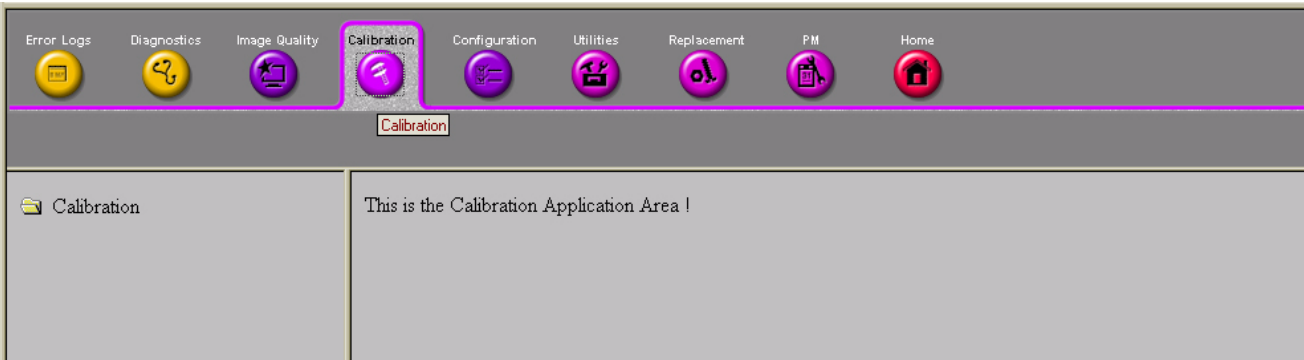 Error Logs Diagnostics Image Quality Calibration Configuration Utilities Replacement PM Home
Calibration
Calibration
This is the Calibration Application Area !